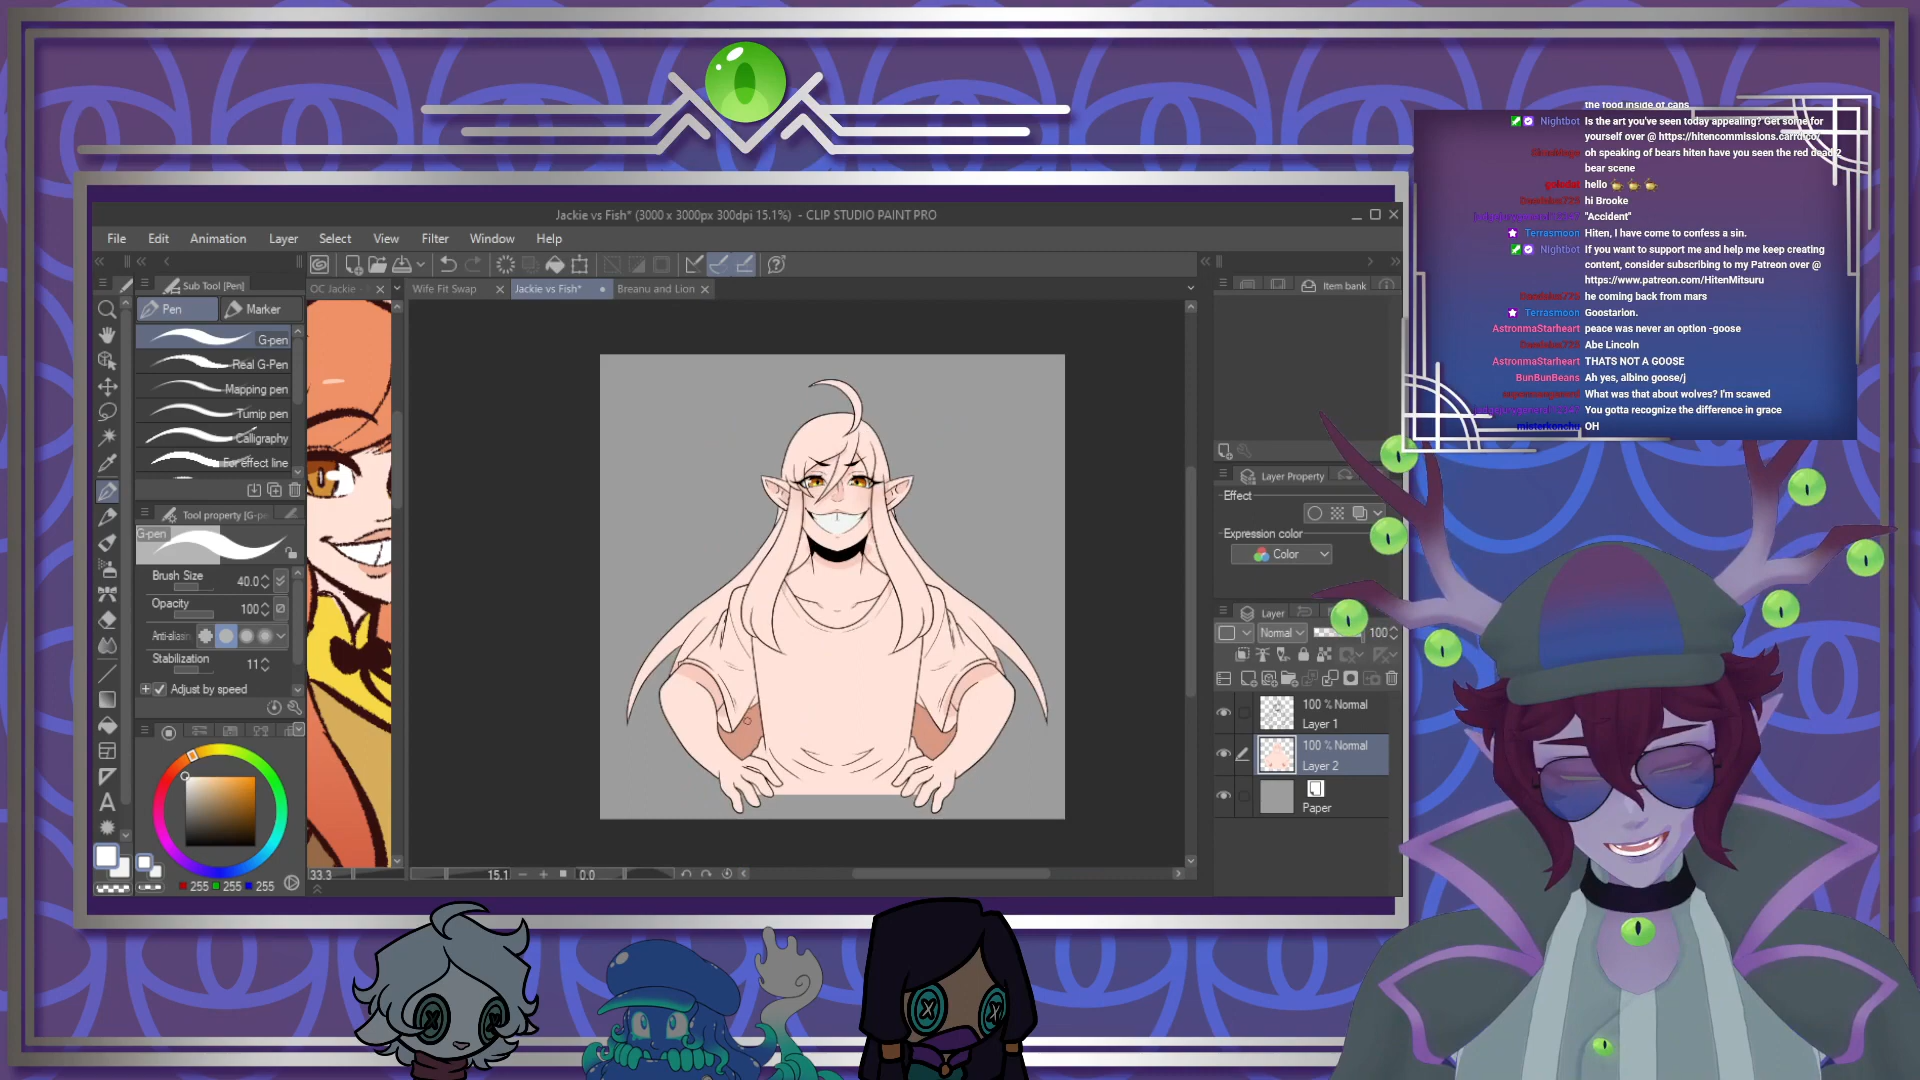 Jackie vs Fish* (3000 x 3000px 300dpi 15.1%) - CLIP STUDIO PAINT PRO
File Edit Animation Layer Select View Filter Window Help
Sub Tool [Pen]
OC Jackie
Wife Fit Swap
Jackie vs Fish*
Breanu and Lion
Item bank
Pen
Marker
G-pen
Real G-Pen
Mapping pen
Turnip pen
Calligraphy
For effect line
Tool property [G-pe
G-pen
Brush Size 40.0
Opacity 100
Anti-aliasin
Stabilization 11
Adjust by speed
255 255 255
33.3
15.1
0.0
Layer Property
Effect
Expression color
Color
Layer
Normal 100
100 % Normal
Layer 1
100 % Normal
Layer 2
Paper
the food inside of cans
Nightbot Is the art you've seen today appealing? Get some for
yourself over @ https://hitencommissions.carrd.co/
oh speaking of bears hiten have you seen the red dead 2
bear scene
hello
hi Brooke
"Accident"
Terrasmoon Hiten, I have come to confess a sin.
Nightbot If you want to support me and help me keep creating
content, consider subscribing to my Patreon over @
https://www.patreon.com/HitenMitsuru
he coming back from mars
Terrasmoon Goostarion.
AstronmaStarheart peace was never an option -goose
Abe Lincoln
AstronmaStarheart THATS NOT A GOOSE
BunBunBeans Ah yes, albino goose/j
What was that about wolves? I'm scawed
You gotta recognize the difference in grace
misterkonchu OH